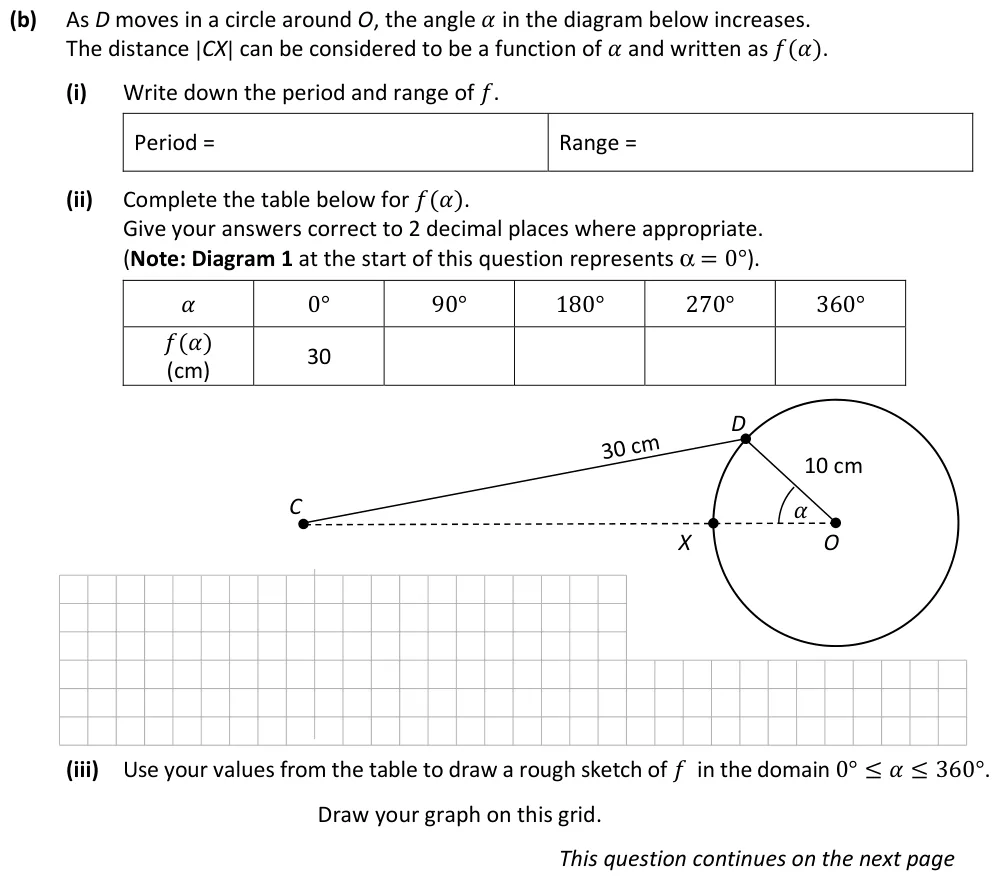 (b) As D moves in a circle around O, the angle α in the diagram below increases.
The distance |CX| can be considered to be a function of α and written as f(α).
(i) Write down the period and range of f.
Period = Range =
(ii) Complete the table below for f(α).
Give your answers correct to 2 decimal places where appropriate.
(Note: Diagram 1 at the start of this question represents α = 0°).
α 0° 90° 180° 270° 360°
f(α)
(cm) 30
D
30 cm
10 cm
C
α
X
O
(iii) Use your values from the table to draw a rough sketch of f in the domain 0° ≤ α ≤ 360°.
Draw your graph on this grid.
This question continues on the next page